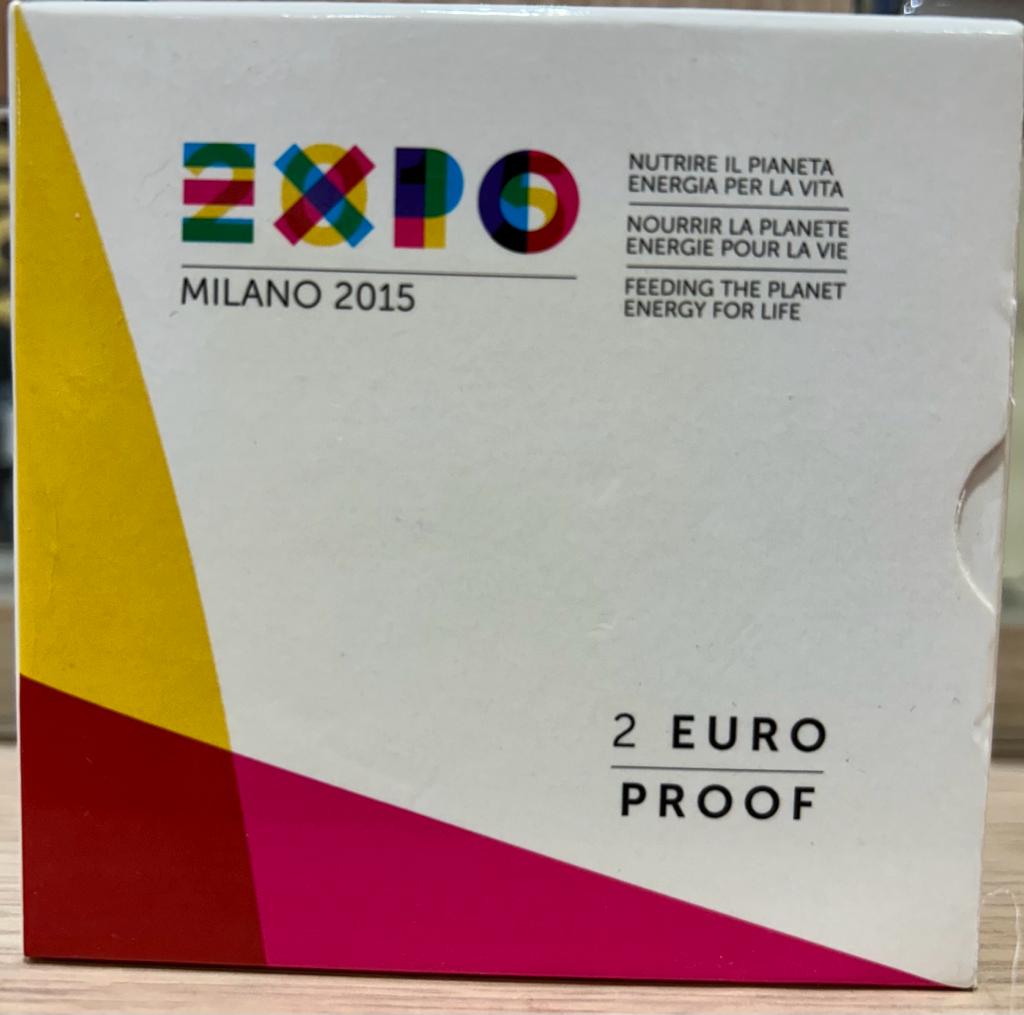 EXPO
MILANO 2015
NUTRIRE IL PIANETA
ENERGIA PER LA VITA
NOURRIR LA PLANETE
ENERGIE POUR LA VIE
FEEDING THE PLANET
ENERGY FOR LIFE
2 EURO
PROOF